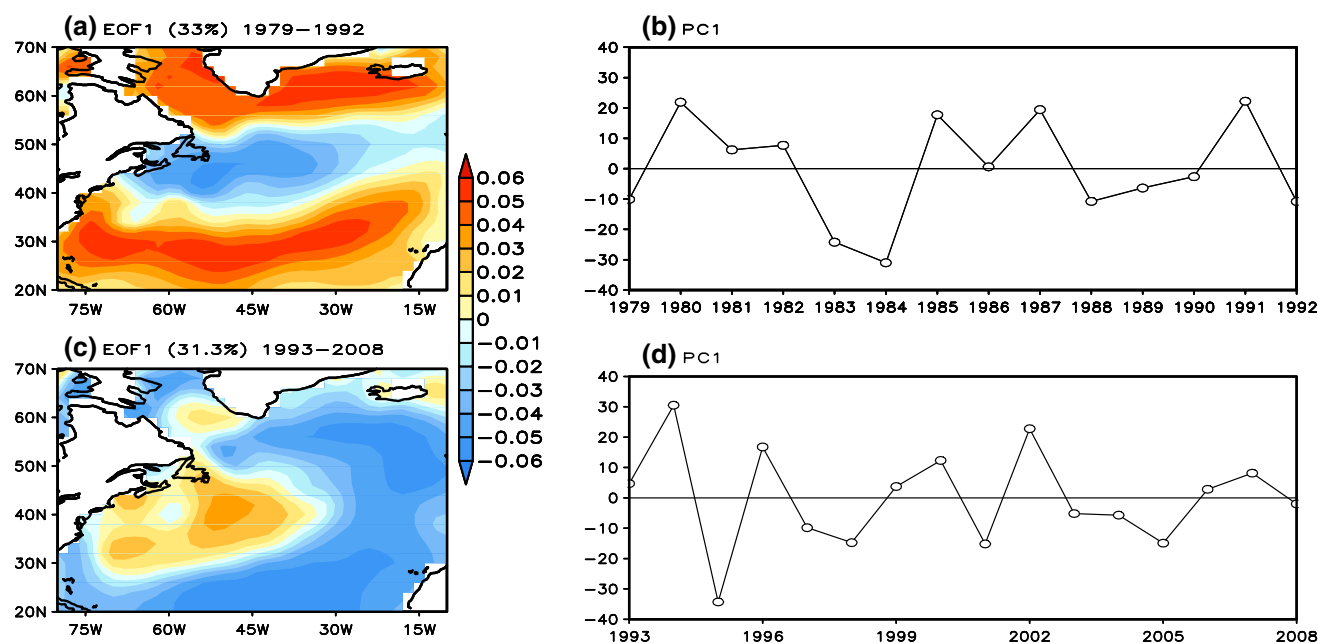 (a) EOF1 (33%) 1979−1992
70N
60N
50N
40N
30N
20N
75W 60W 45W 30W 15W
(b) PC1
40
30
20
10
0
−10
−20
−30
−40
1979 1980 1981 1982 1983 1984 1985 1986 1987 1988 1989 1990 1991 1992
0.06
0.05
0.04
0.03
0.02
0.01
0
−0.01
−0.02
−0.03
−0.04
−0.05
−0.06
(c) EOF1 (31.3%) 1993−2008
70N
60N
50N
40N
30N
20N
75W 60W 45W 30W 15W
(d) PC1
40
30
20
10
0
−10
−20
−30
−40
1993 1996 1999 2002 2005 2008